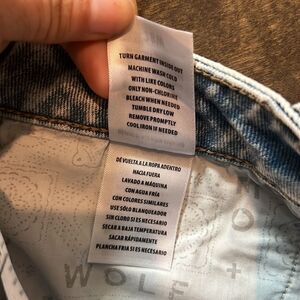 TURN GARMENT INSIDE OUT
MACHINE WASH COLD
WITH LIKE COLORS
ONLY NON-CHLORINE
BLEACH WHEN NEEDED
TUMBLE DRY LOW
REMOVE PROMPTLY
COOL IRON IF NEEDED
DÉ VUELTA A LA ROPA ADENTRO
HACIA FUERA
LAVADO A MÁQUINA
CON AGUA FRÍA
CON COLORES SIMILARES
USE SÓLO BLANQUEADOR
SIN CLORO SI ES NECESARIO
SECAR A BAJA TEMPERATURA
SACAR RÁPIDAMENTE
PLANCHA FRIA SI ES NECESARIO
WOLF +